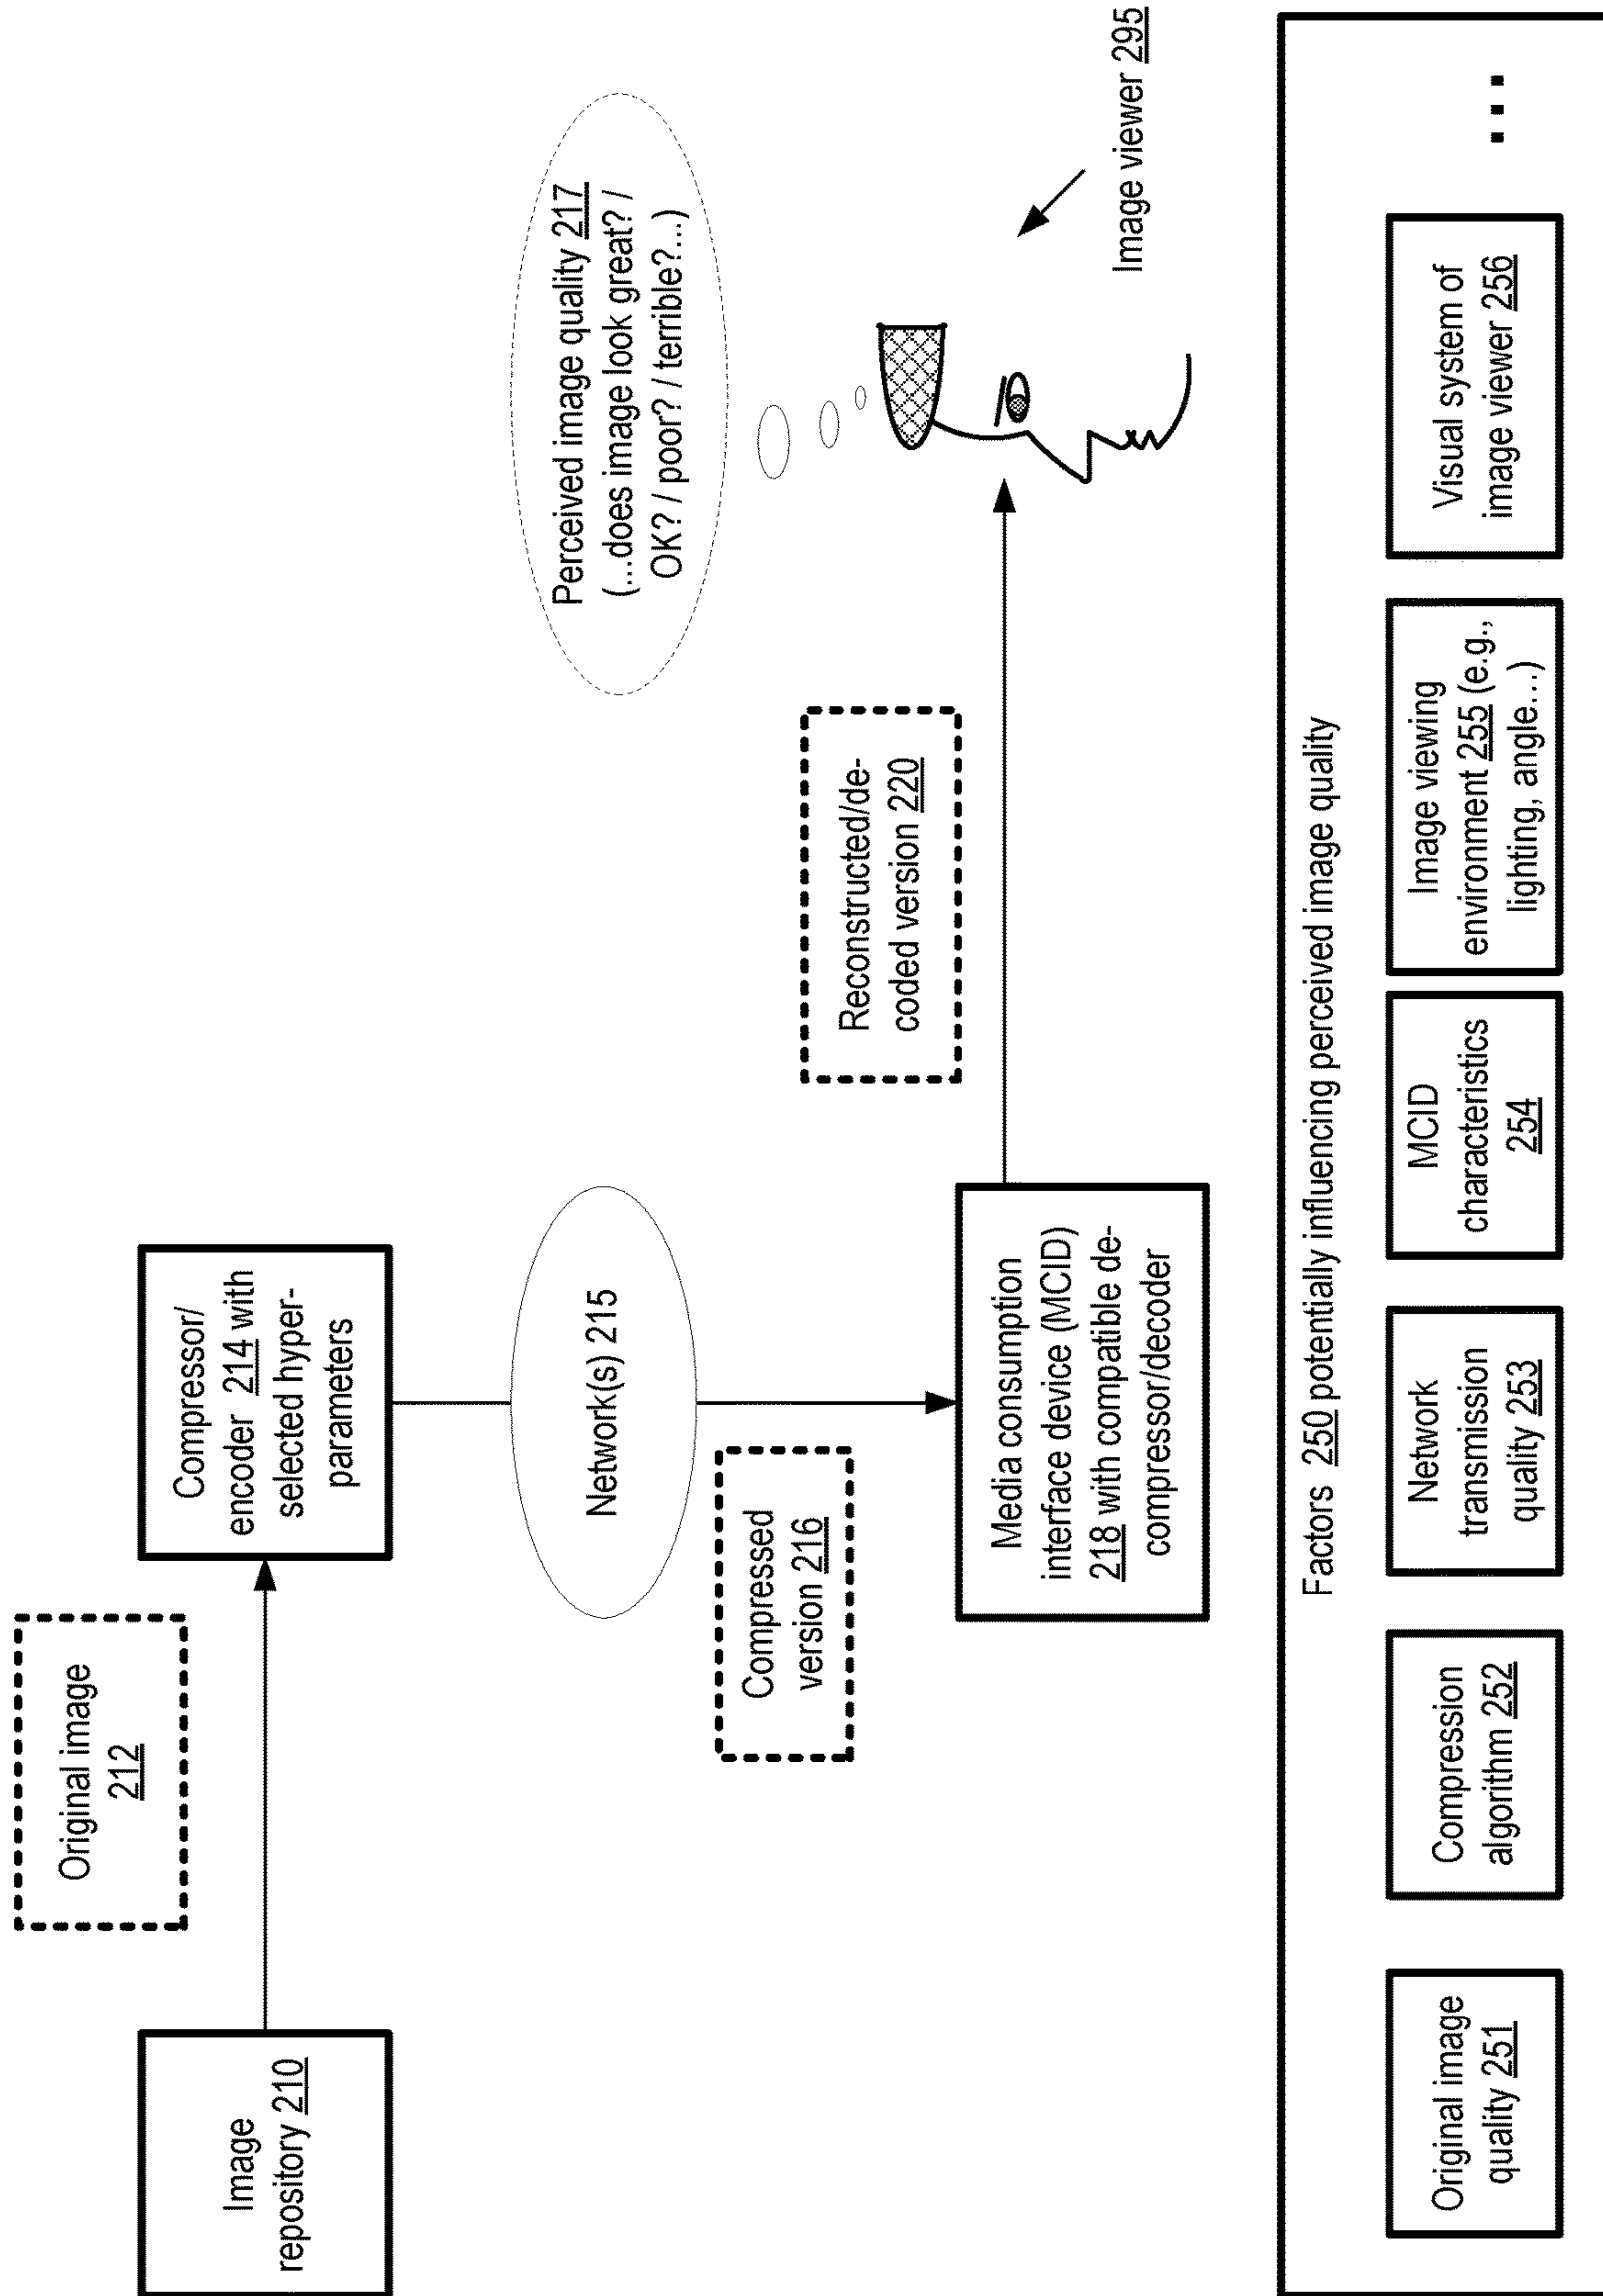 Original image
212
Image
repository 210
Compressor/
encoder 214 with
selected hyper-
parameters
Network(s) 215
Compressed
version 216
Media consumption
interface device (MCID)
218 with compatible de-
compressor/decoder
Reconstructed/de-
coded version 220
Perceived image quality 217
(...does image look great? /
OK? / poor? / terrible?...)
Image viewer 295
Factors 250 potentially influencing perceived image quality
Original image
quality 251
Compression
algorithm 252
Network
transmission
quality 253
MCID
characteristics
254
Image viewing
environment 255 (e.g.,
lighting, angle...)
Visual system of
image viewer 256
...